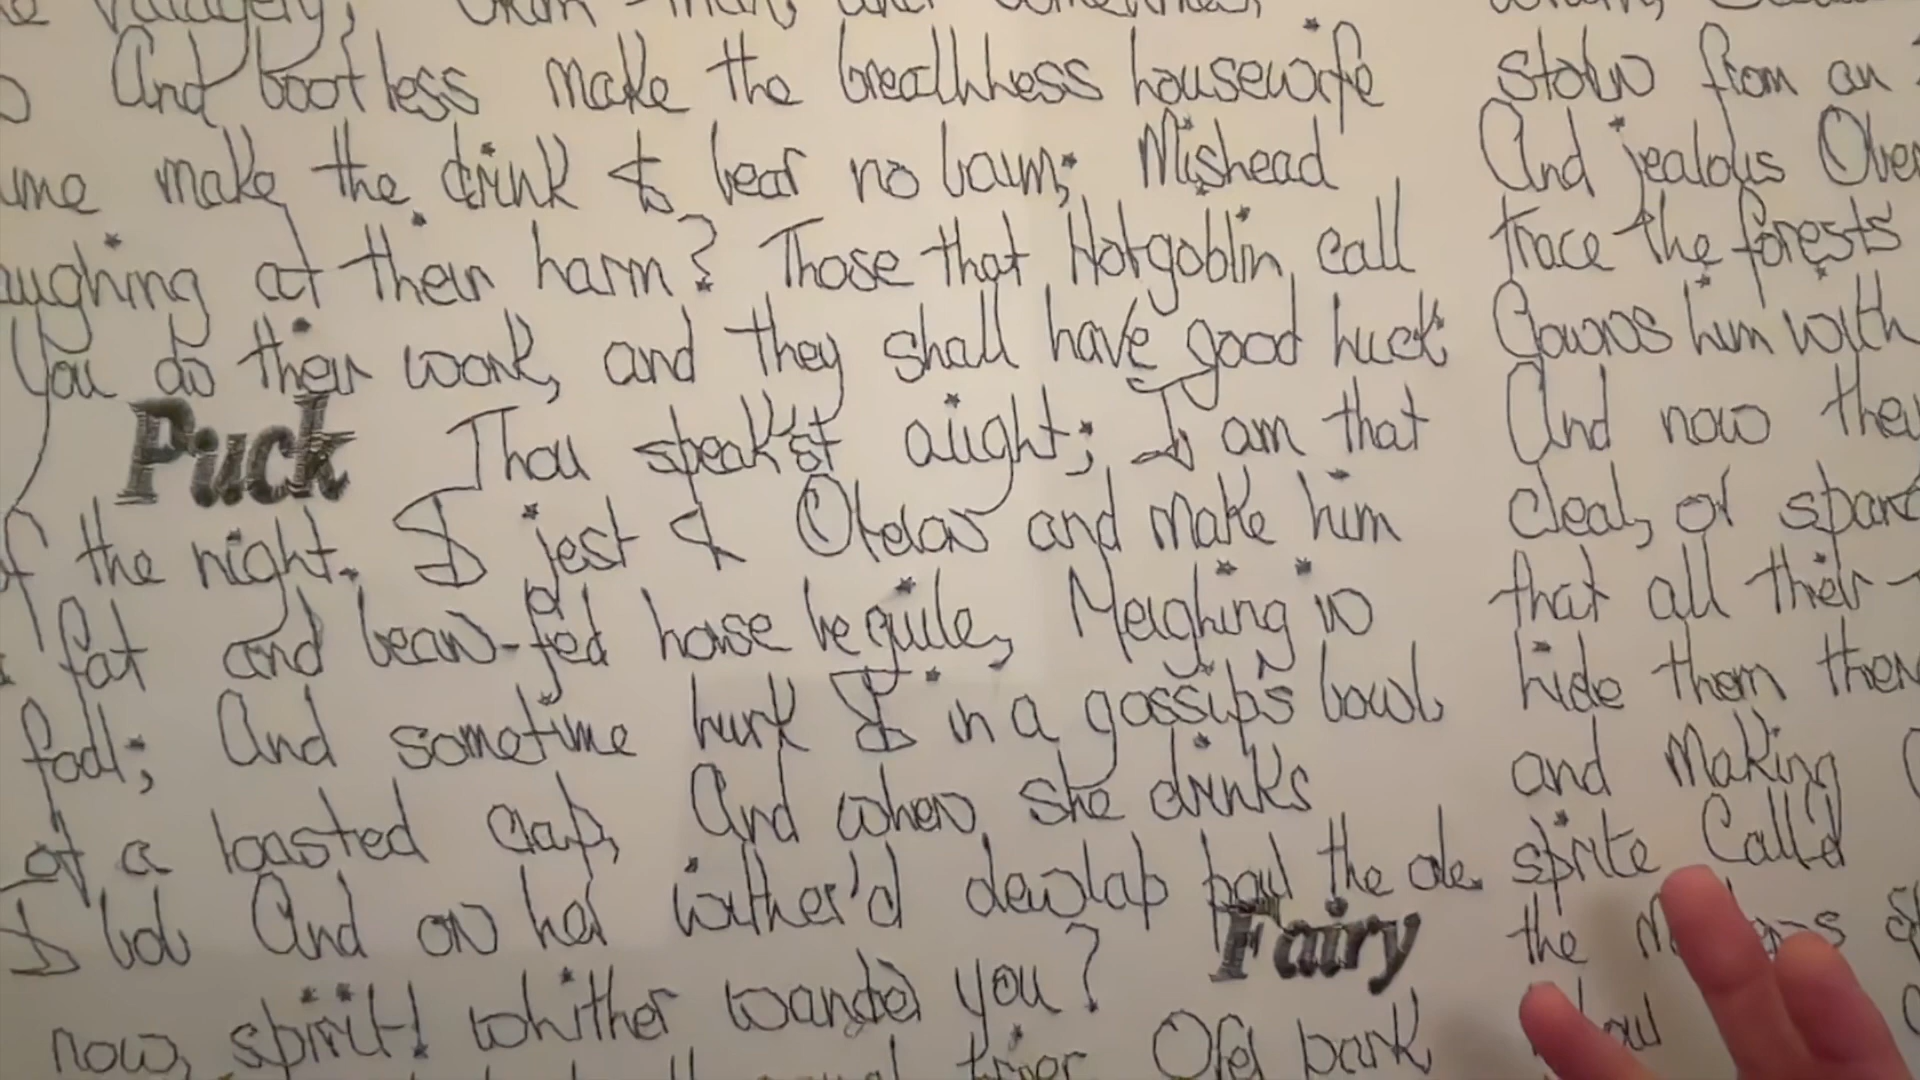 And bootless make the breathless housewife
make the drink to bear no barm; Mishead
aughing at their harm? Those that Hobgoblin call
You do their work, and they shall have good luck
Puck Thou speak'st aright; I am that
the night. I jest to Oberon and make him
fat and bean-fed horse beguile, Neighing in
foal; And sometime lurk I in a gossip's bowl
of a roasted crab, And when she drinks
I bob And on her wither'd dewlap pour the ale.
Fairy
now, spirit! whither wander you?
Over park
stolen from an
And jealous Ober
trace the forests
Crowns him with
And now they
clear, or spang
that all their
hide them there
and Making
sprite Call'd
the